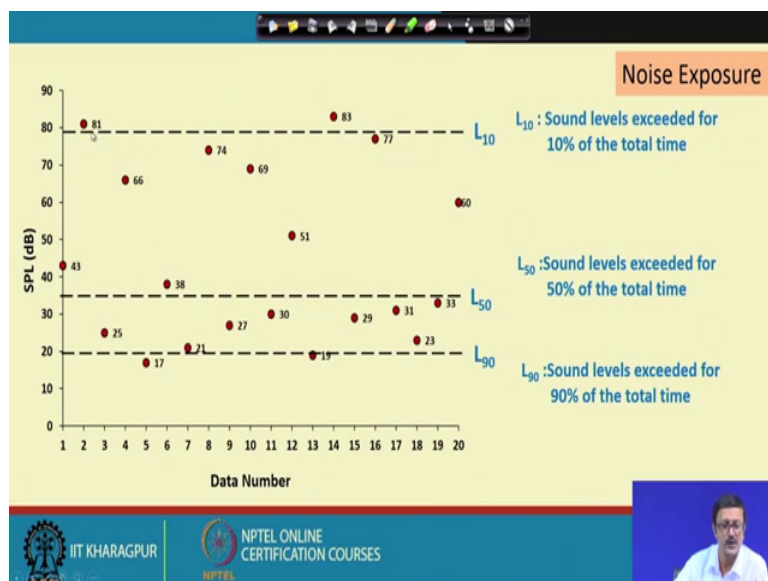 Noise Exposure
SPL (dB)
90
80
70
60
50
40
30
20
10
0
43
81
25
66
17
38
21
74
27
69
30
51
19
83
29
77
31
23
33
60
L10
L50
L90
1 2 3 4 5 6 7 8 9 10 11 12 13 14 15 16 17 18 19 20
Data Number
L10 : Sound levels exceeded for
10% of the total time
L50 :Sound levels exceeded for
50% of the total time
L90 :Sound levels exceeded for
90% of the total time
IIT KHARAGPUR
NPTEL
NPTEL ONLINE
CERTIFICATION COURSES